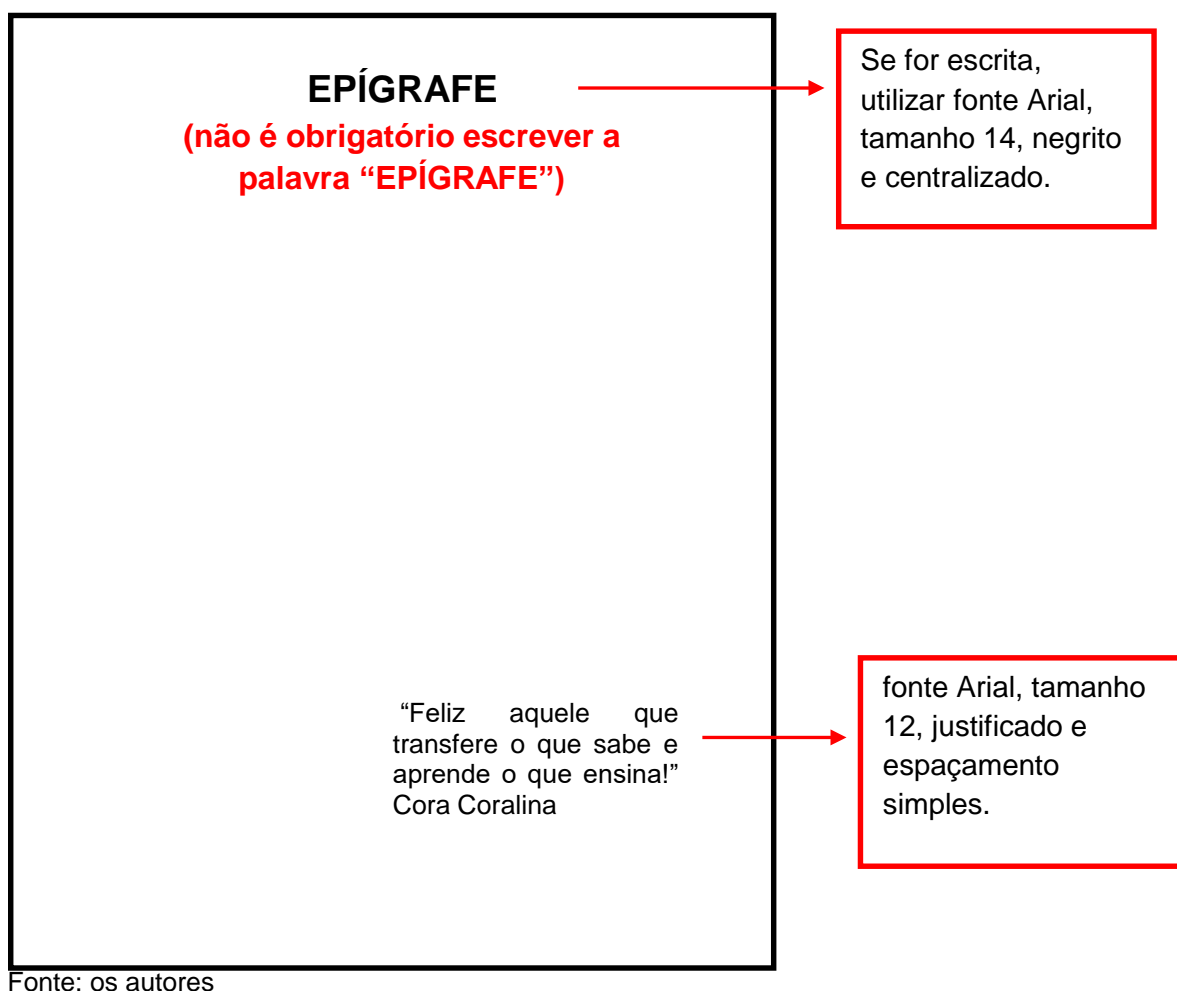 EPÍGRAFE
(não é obrigatório escrever a
palavra “EPÍGRAFE”)
Se for escrita,
utilizar fonte Arial,
tamanho 14, negrito
e centralizado.
“Feliz aquele que
transfere o que sabe e
aprende o que ensina!”
Cora Coralina
fonte Arial, tamanho
12, justificado e
espaçamento
simples.
Fonte: os autores